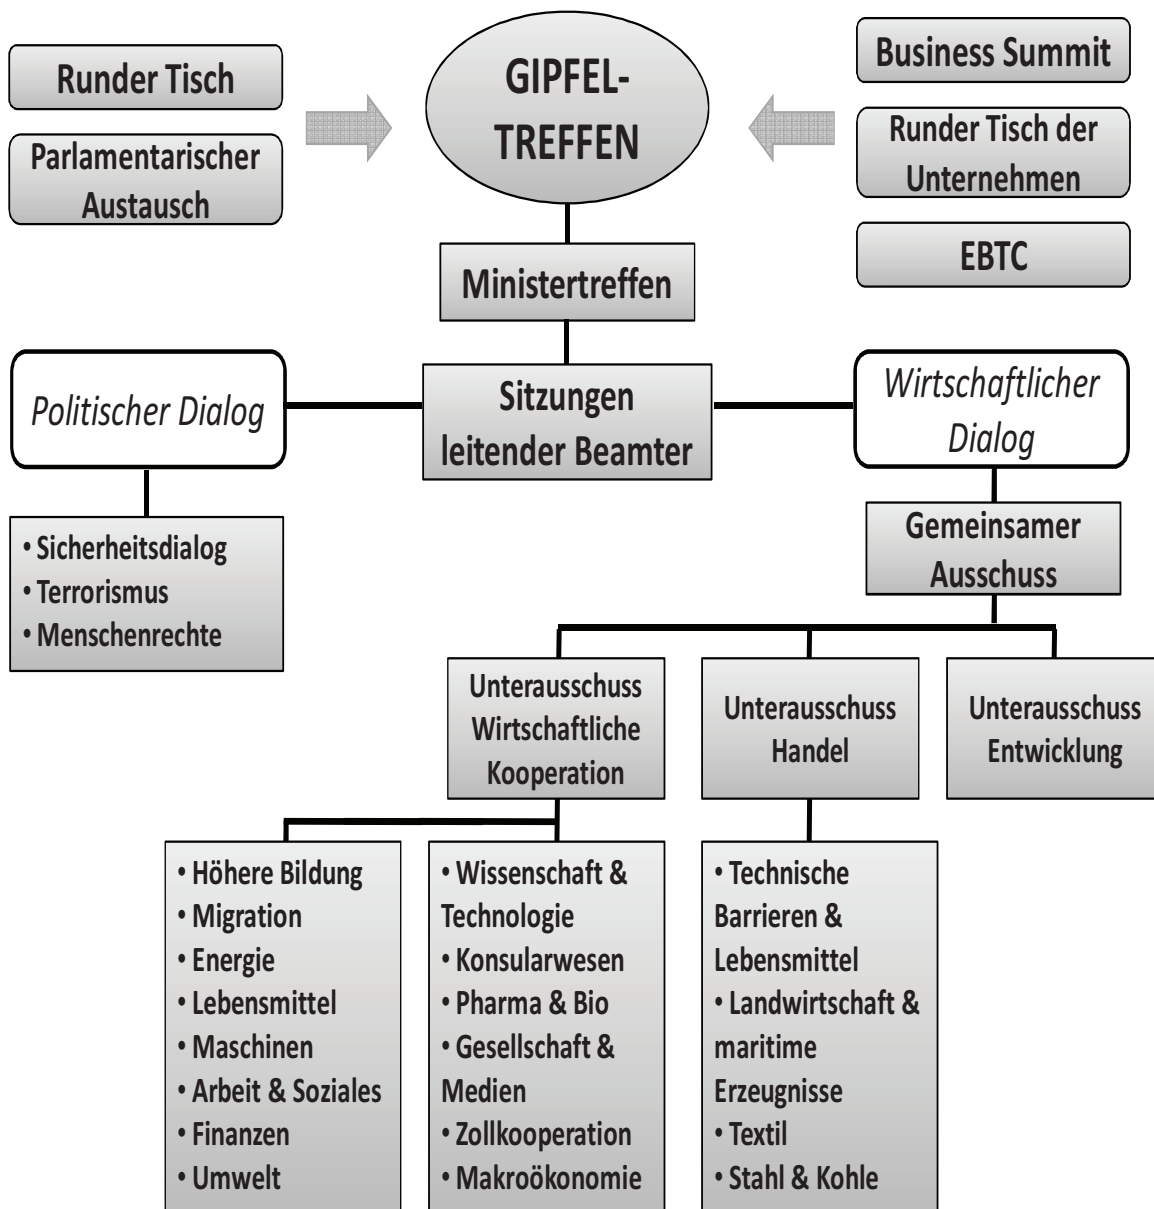 Runder Tisch
Parlamentarischer
Austausch
GIPFEL-
TREFFEN
Business Summit
Runder Tisch der
Unternehmen
EBTC
Ministertreffen
Politischer Dialog
Sitzungen
leitender Beamter
Wirtschaftlicher
Dialog
• Sicherheitsdialog
• Terrorismus
• Menschenrechte
Gemeinsamer
Ausschuss
Unterausschuss
Wirtschaftliche
Kooperation
Unterausschuss
Handel
Unterausschuss
Entwicklung
• Höhere Bildung
• Migration
• Energie
• Lebensmittel
• Maschinen
• Arbeit & Soziales
• Finanzen
• Umwelt
• Wissenschaft &
Technologie
• Konsularwesen
• Pharma & Bio
• Gesellschaft &
Medien
• Zollkooperation
• Makroökonomie
• Technische
Barrieren &
Lebensmittel
• Landwirtschaft &
maritime
Erzeugnisse
• Textil
• Stahl & Kohle